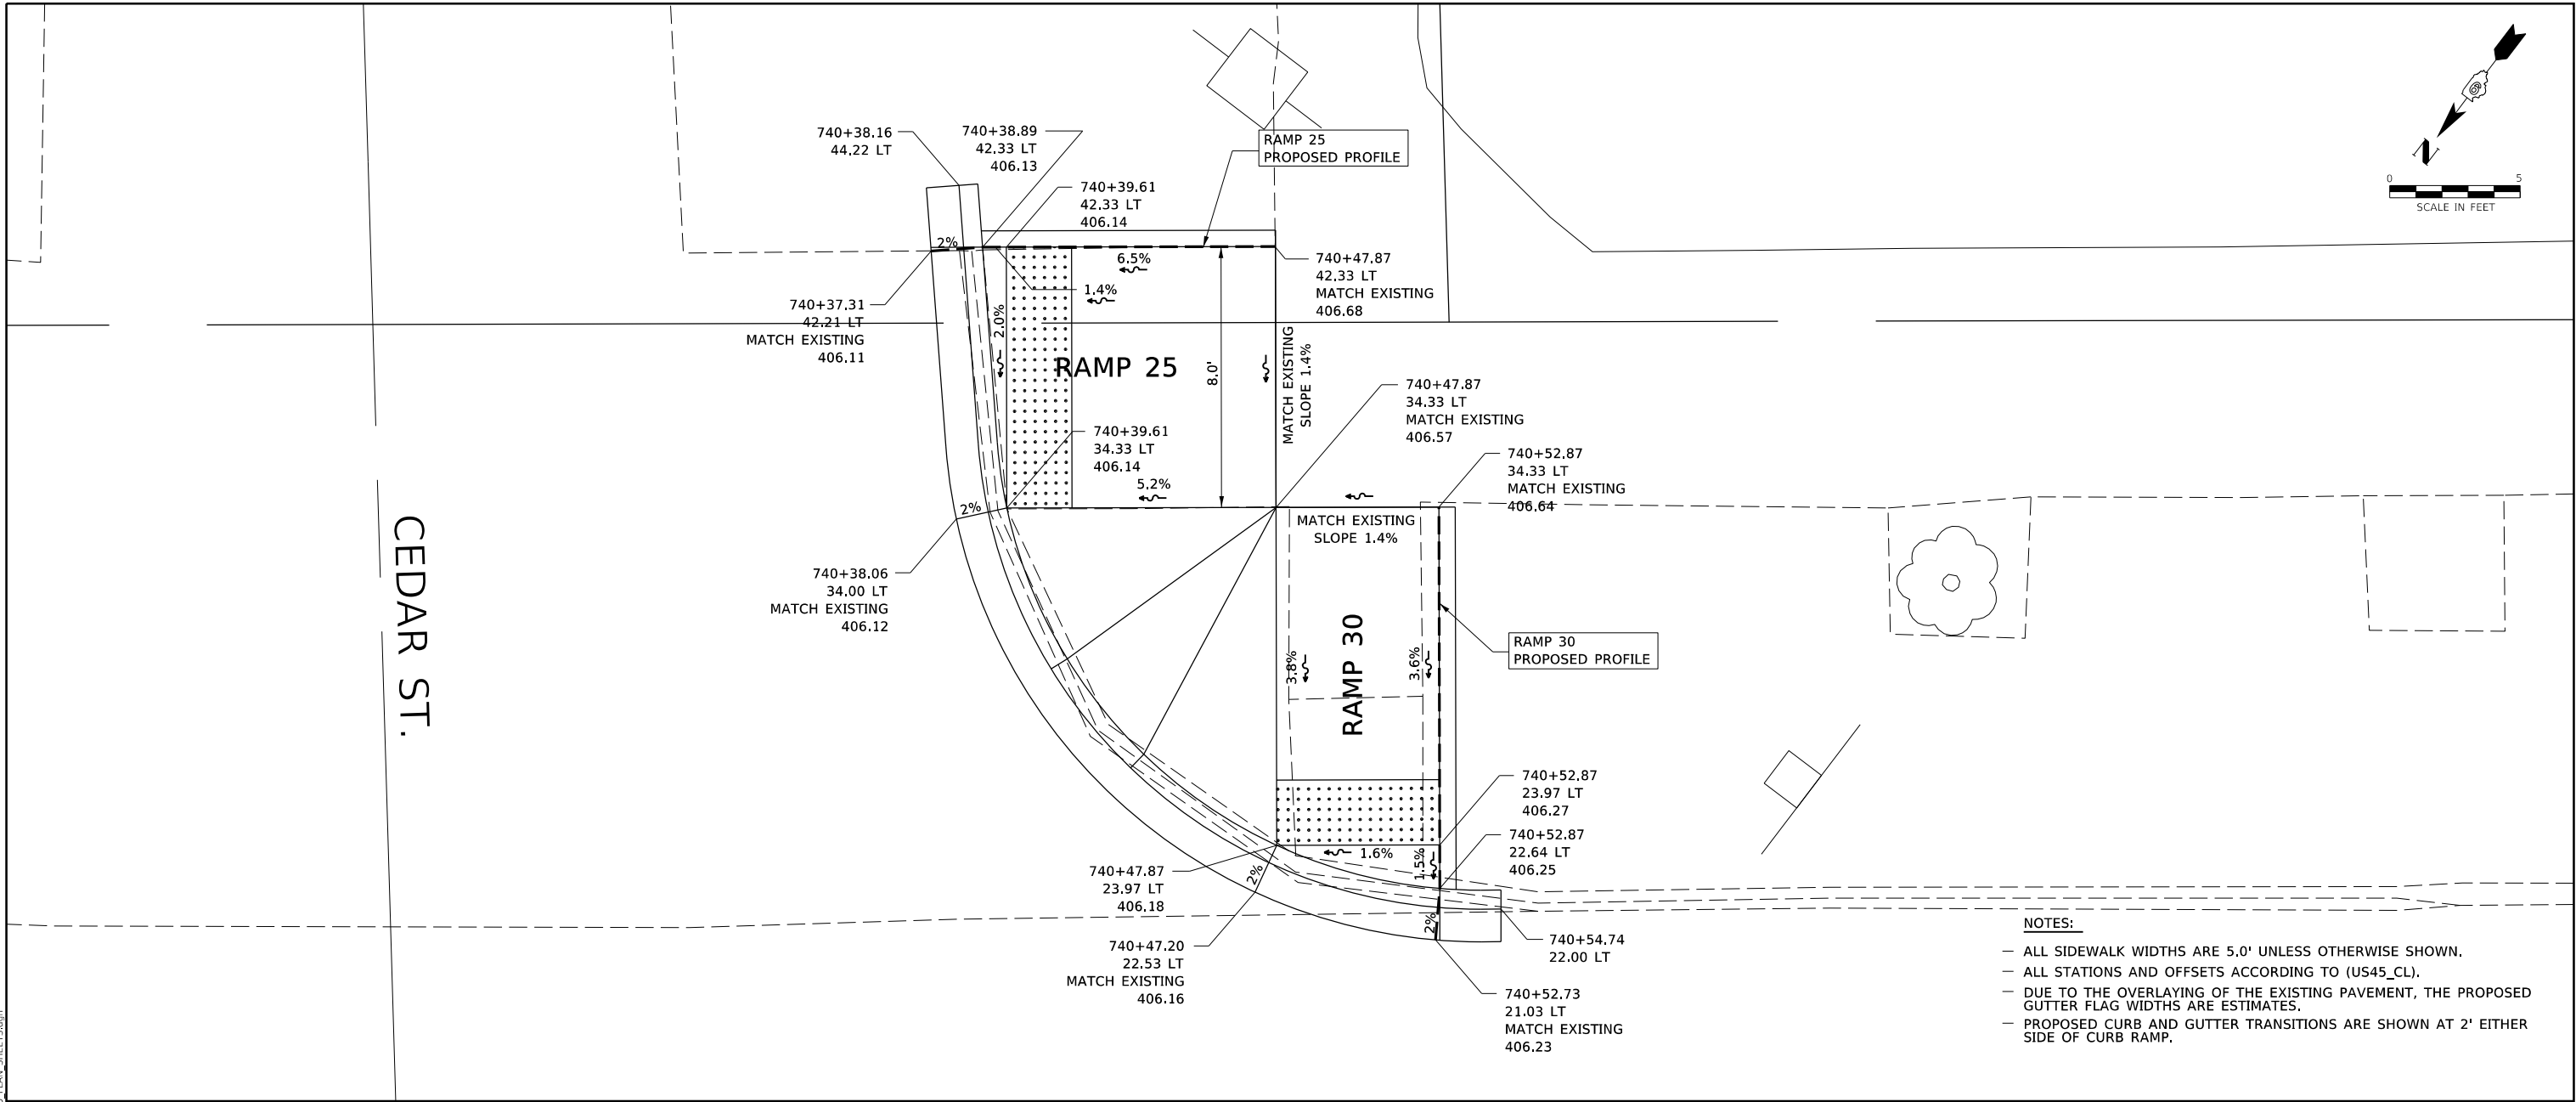 740+38.16
44.22 LT
740+38.89
42.33 LT
406.13
740+39.61
42.33 LT
406.14
RAMP 25
PROPOSED PROFILE
N
0
5
SCALE IN FEET
2%
6.5%
1.4%
740+47.87
42.33 LT
MATCH EXISTING
406.68
740+37.31
42.21 LT
MATCH EXISTING
406.11
2.0%
RAMP 25
8.0'
MATCH EXISTING
SLOPE 1.4%
740+47.87
34.33 LT
MATCH EXISTING
406.57
740+39.61
34.33 LT
406.14
5.2%
740+52.87
34.33 LT
MATCH EXISTING
406.64
2%
MATCH EXISTING
SLOPE 1.4%
CEDAR ST.
740+38.06
34.00 LT
MATCH EXISTING
406.12
3.8%
RAMP 30
3.6%
RAMP 30
PROPOSED PROFILE
740+52.87
23.97 LT
406.27
740+52.87
22.64 LT
406.25
1.6%
1.5%
740+47.87
23.97 LT
406.18
2%
2%
740+47.20
22.53 LT
MATCH EXISTING
406.16
740+54.74
22.00 LT
740+52.73
21.03 LT
MATCH EXISTING
406.23
NOTES:
— ALL SIDEWALK WIDTHS ARE 5.0' UNLESS OTHERWISE SHOWN.
— ALL STATIONS AND OFFSETS ACCORDING TO (US45_CL).
— DUE TO THE OVERLAYING OF THE EXISTING PAVEMENT, THE PROPOSED
GUTTER FLAG WIDTHS ARE ESTIMATES.
— PROPOSED CURB AND GUTTER TRANSITIONS ARE SHOWN AT 2' EITHER
SIDE OF CURB RAMP.